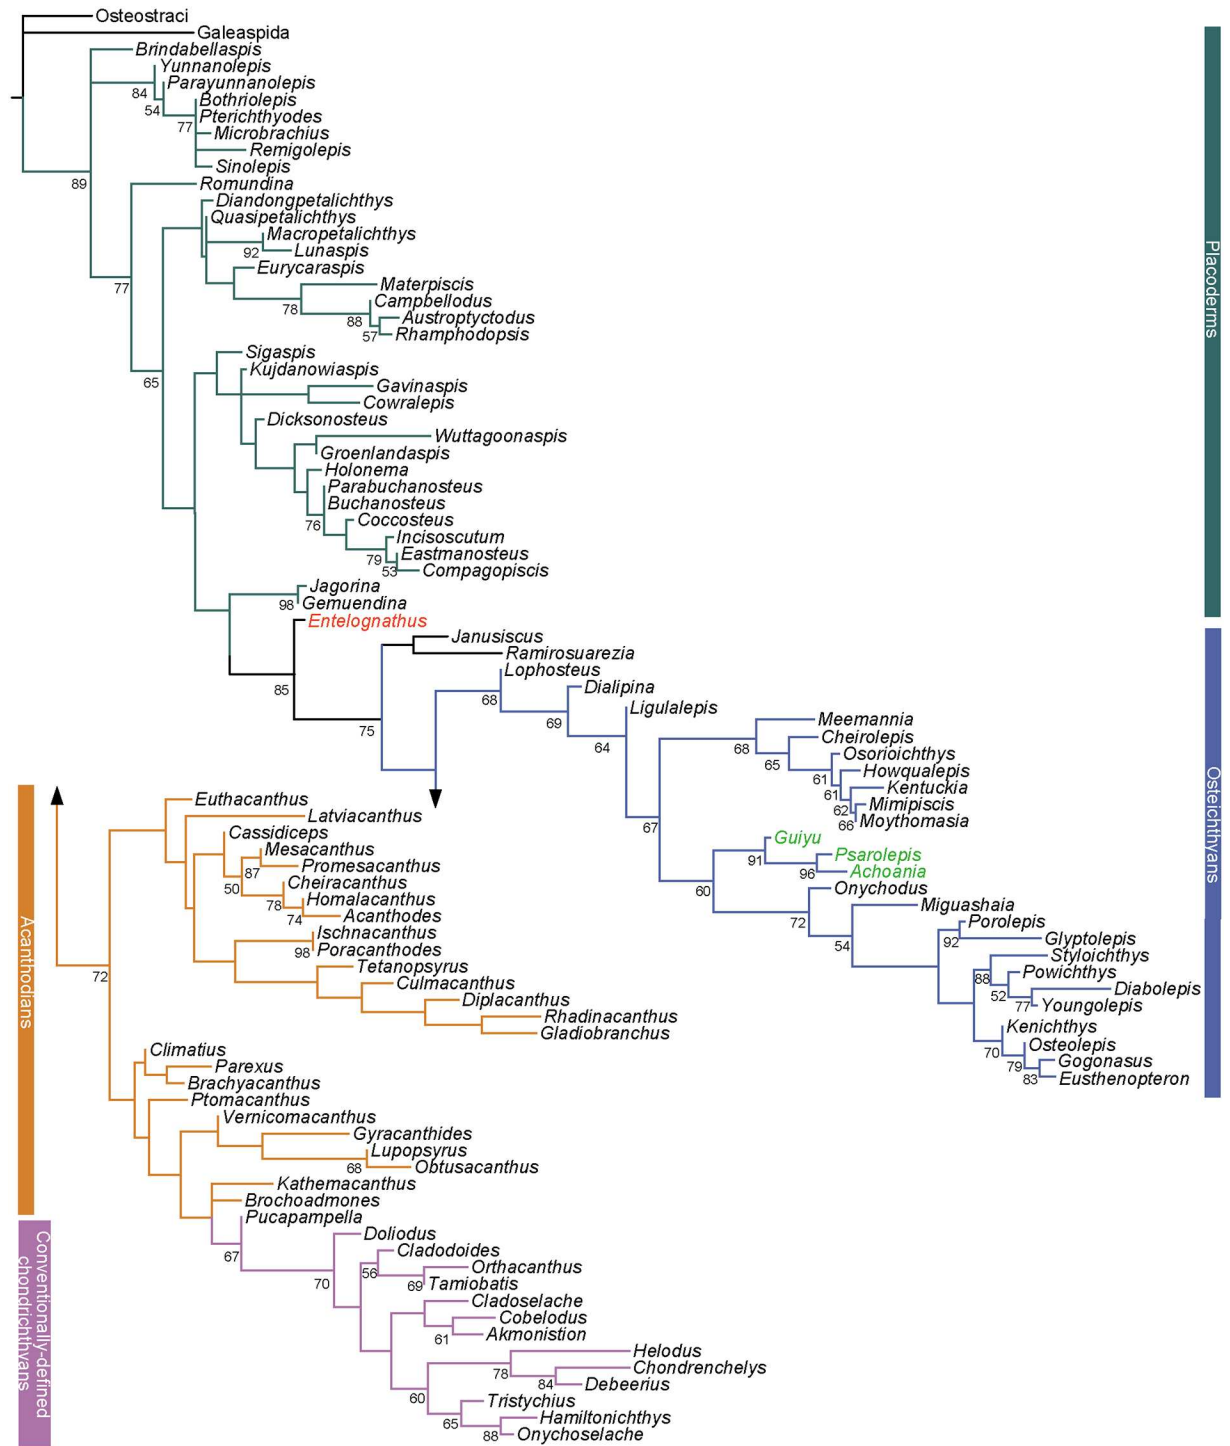 Osteostraci
Galeaspida
Brindabellaspis
Yunnanolepis
84
Parayunnanolepis
54
Bothriolepis
Pterichthyodes
77
Microbrachius
Remigolepis
Sinolepis
89
Romundina
Diandongpetalichthys
Quasipetalichthys
Macropetalichthys
92
Lunaspis
Eurycaraspis
77
Materpiscis
78
Campbellodus
88
Austroptyctodus
57
Rhamphodopsis
65
Sigaspis
Kujdanowiaspis
Gavinaspis
Cowralepis
Dicksonosteus
Wuttagoonaspis
Groenlandaspis
Holonema
Parabuchanosteus
Buchanosteus
76
Coccosteus
Incisoscutum
79
Eastmanosteus
53
Compagopiscis
Jagorina
98
Gemuendina
Entelognathus
85
Placoderms
Janusiscus
Ramirosuarezia
75
Lophosteus
68
Dialipina
69
Ligulalepis
64
Meemannia
68
Cheirolepis
65
Osorioichthys
61
Howqualepis
61
Kentuckia
62
Mimipiscis
66
Moythomasia
67
Guiyu
91
Psarolepis
96
Achoania
60
Onychodus
72
Miguashaia
54
Porolepis
92
Glyptolepis
Styloichthys
88
Powichthys
52
Diabolepis
77
Youngolepis
Kenichthys
70
Osteolepis
79
Gogonasus
83
Eusthenopteron
Osteichthyans
Euthacanthus
Latviacanthus
Cassidiceps
Mesacanthus
87
Promesacanthus
50
Cheiracanthus
78
Homalacanthus
74
Acanthodes
Ischnacanthus
98
Poracanthodes
Tetanopsyrus
72
Culmacanthus
Diplacanthus
Rhadinacanthus
Gladiobranchus
Climatius
Parexus
Brachyacanthus
Ptomacanthus
Vernicomacanthus
Gyracanthides
Lupopsyrus
68
Obtusacanthus
Kathemacanthus
Brochoadmones
Acanthodians
Pucapampella
67
Doliodus
70
Cladodoides
56
Orthacanthus
69
Tamiobatis
Cladoselache
Cobelodus
61
Akmonistion
Helodus
78
Chondrenchelys
84
Debeerius
60
Tristychius
65
Hamiltonichthys
88
Onychoselache
Conventionally-defined
chondrichthyans